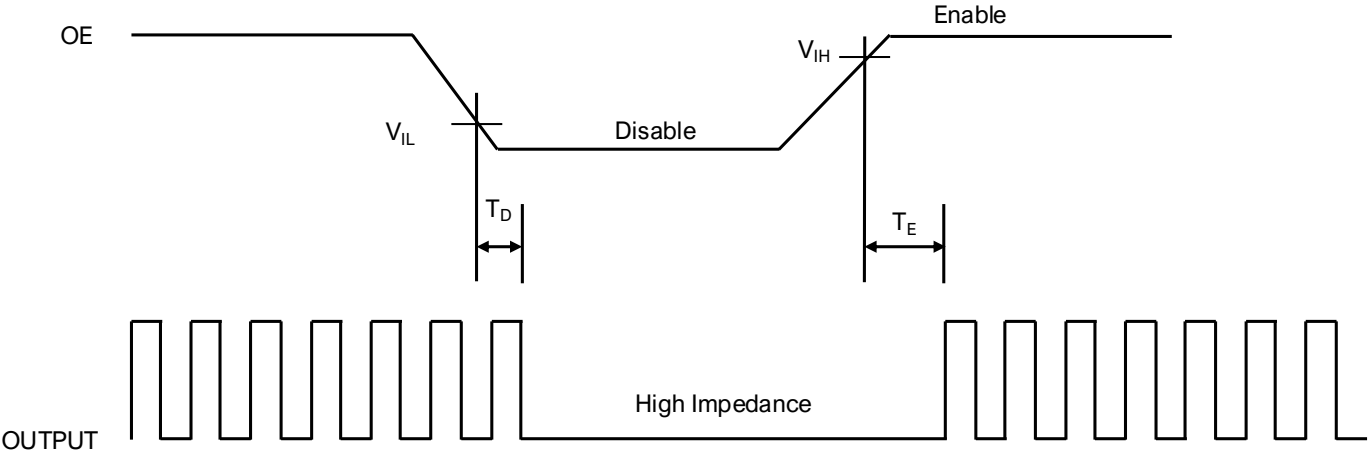 Enable
OE
VIH
VIL
Disable
TD
TE
High Impedance
OUTPUT